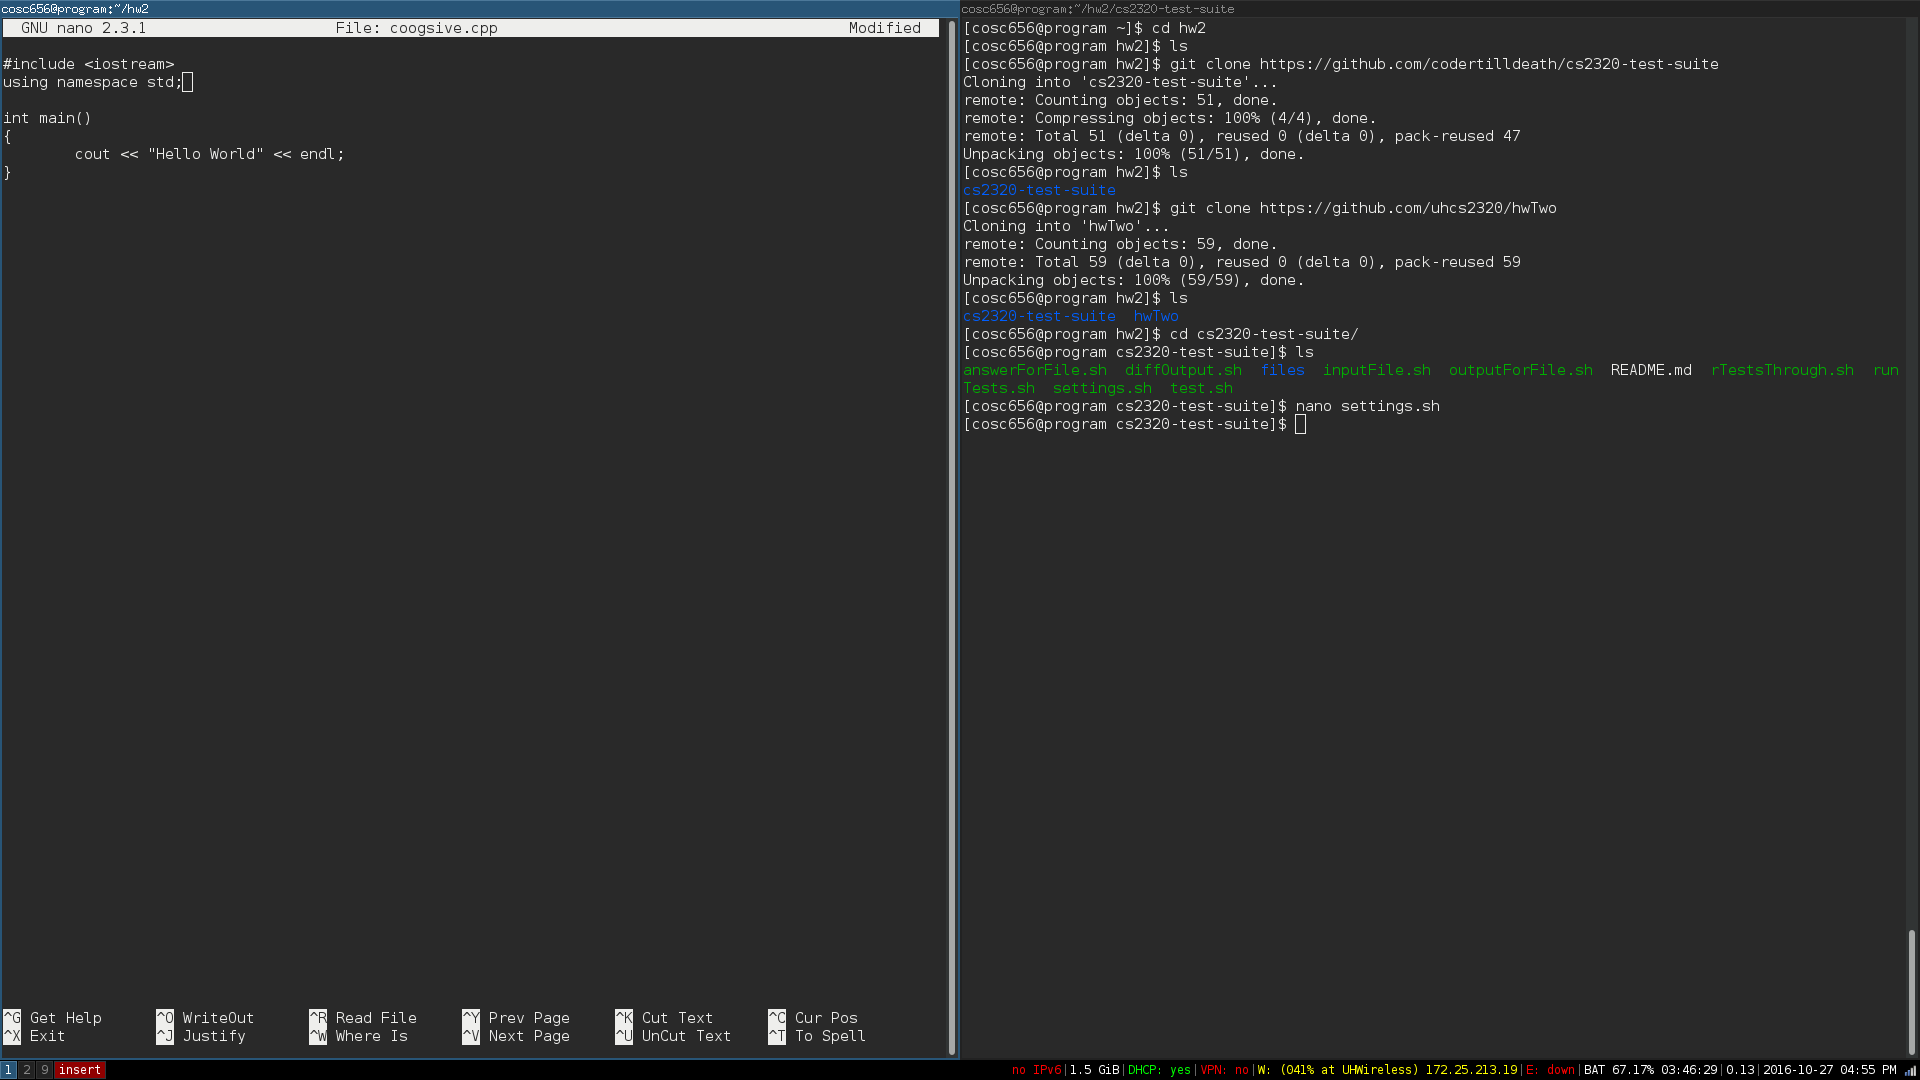 cosc656@program:~/hw2
GNU nano 2.3.1 File: coogsive.cpp Modified
#include <iostream>
using namespace std;
int main()
{
cout << "Hello World" << endl;
}
^G Get Help ^O WriteOut ^R Read File ^Y Prev Page ^K Cut Text ^C Cur Pos
^X Exit ^J Justify ^W Where Is ^V Next Page ^U UnCut Text ^T To Spell
cosc656@program:~/hw2/cs2320-test-suite
[cosc656@program ~]$ cd hw2
[cosc656@program hw2]$ ls
[cosc656@program hw2]$ git clone https://github.com/codertilldeath/cs2320-test-suite
Cloning into 'cs2320-test-suite'...
remote: Counting objects: 51, done.
remote: Compressing objects: 100% (4/4), done.
remote: Total 51 (delta 0), reused 0 (delta 0), pack-reused 47
Unpacking objects: 100% (51/51), done.
[cosc656@program hw2]$ ls
cs2320-test-suite
[cosc656@program hw2]$ git clone https://github.com/uhcs2320/hwTwo
Cloning into 'hwTwo'...
remote: Counting objects: 59, done.
remote: Total 59 (delta 0), reused 0 (delta 0), pack-reused 59
Unpacking objects: 100% (59/59), done.
[cosc656@program hw2]$ ls
cs2320-test-suite hwTwo
[cosc656@program hw2]$ cd cs2320-test-suite/
[cosc656@program cs2320-test-suite]$ ls
answerForFile.sh diffOutput.sh files inputFile.sh outputForFile.sh README.md rTestsThrough.sh run
Tests.sh settings.sh test.sh
[cosc656@program cs2320-test-suite]$ nano settings.sh
[cosc656@program cs2320-test-suite]$
1 2 9 insert
no IPv6|1.5 GiB|DHCP: yes|VPN: no|W: (041% at UHWireless) 172.25.213.19|E: down|BAT 67.17% 03:46:29|0.13|2016-10-27 04:55 PM